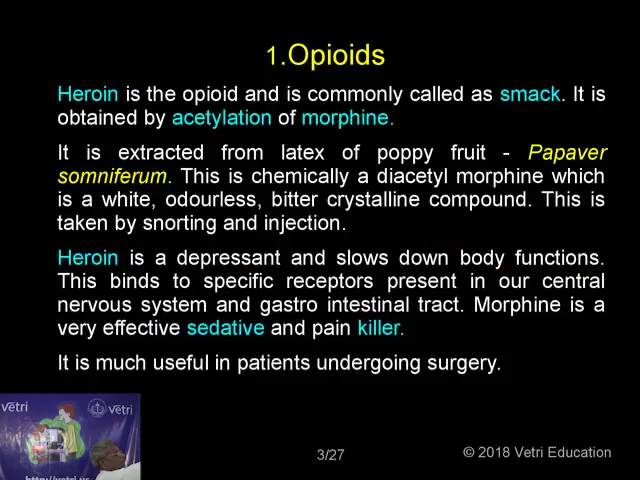 1.Opioids
Heroin is the opioid and is commonly called as smack. It is
obtained by acetylation of morphine.
It is extracted from latex of poppy fruit - Papaver
somniferum. This is chemically a diacetyl morphine which
is a white, odourless, bitter crystalline compound. This is
taken by snorting and injection.
Heroin is a depressant and slows down body functions.
This binds to specific receptors present in our central
nervous system and gastro intestinal tract. Morphine is a
very effective sedative and pain killer.
It is much useful in patients undergoing surgery.
vetri
vetri
3/27
© 2018 Vetri Education